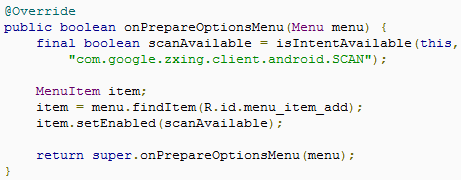 @Override
public boolean onPrepareOptionsMenu(Menu menu) {
    final boolean scanAvailable = isIntentAvailable(this,
        "com.google.zxing.client.android.SCAN");

    MenuItem item;
    item = menu.findItem(R.id.menu_item_add);
    item.setEnabled(scanAvailable);

    return super.onPrepareOptionsMenu(menu);
}